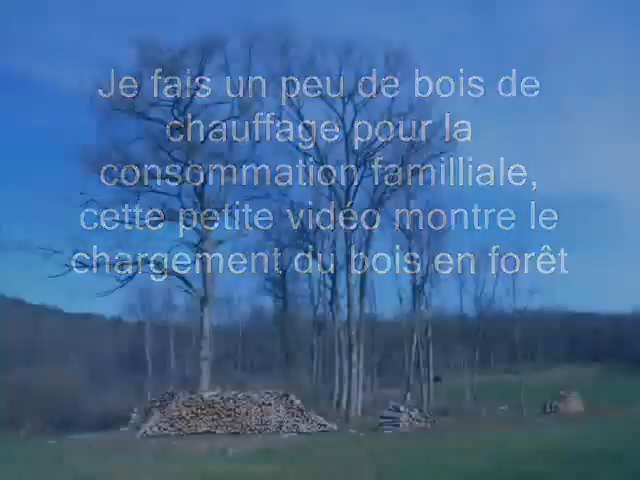 Je fais un peu de bois de
chauffage pour la
consommation familliale,
cette petite vidéo montre le
chargement du bois en forêt